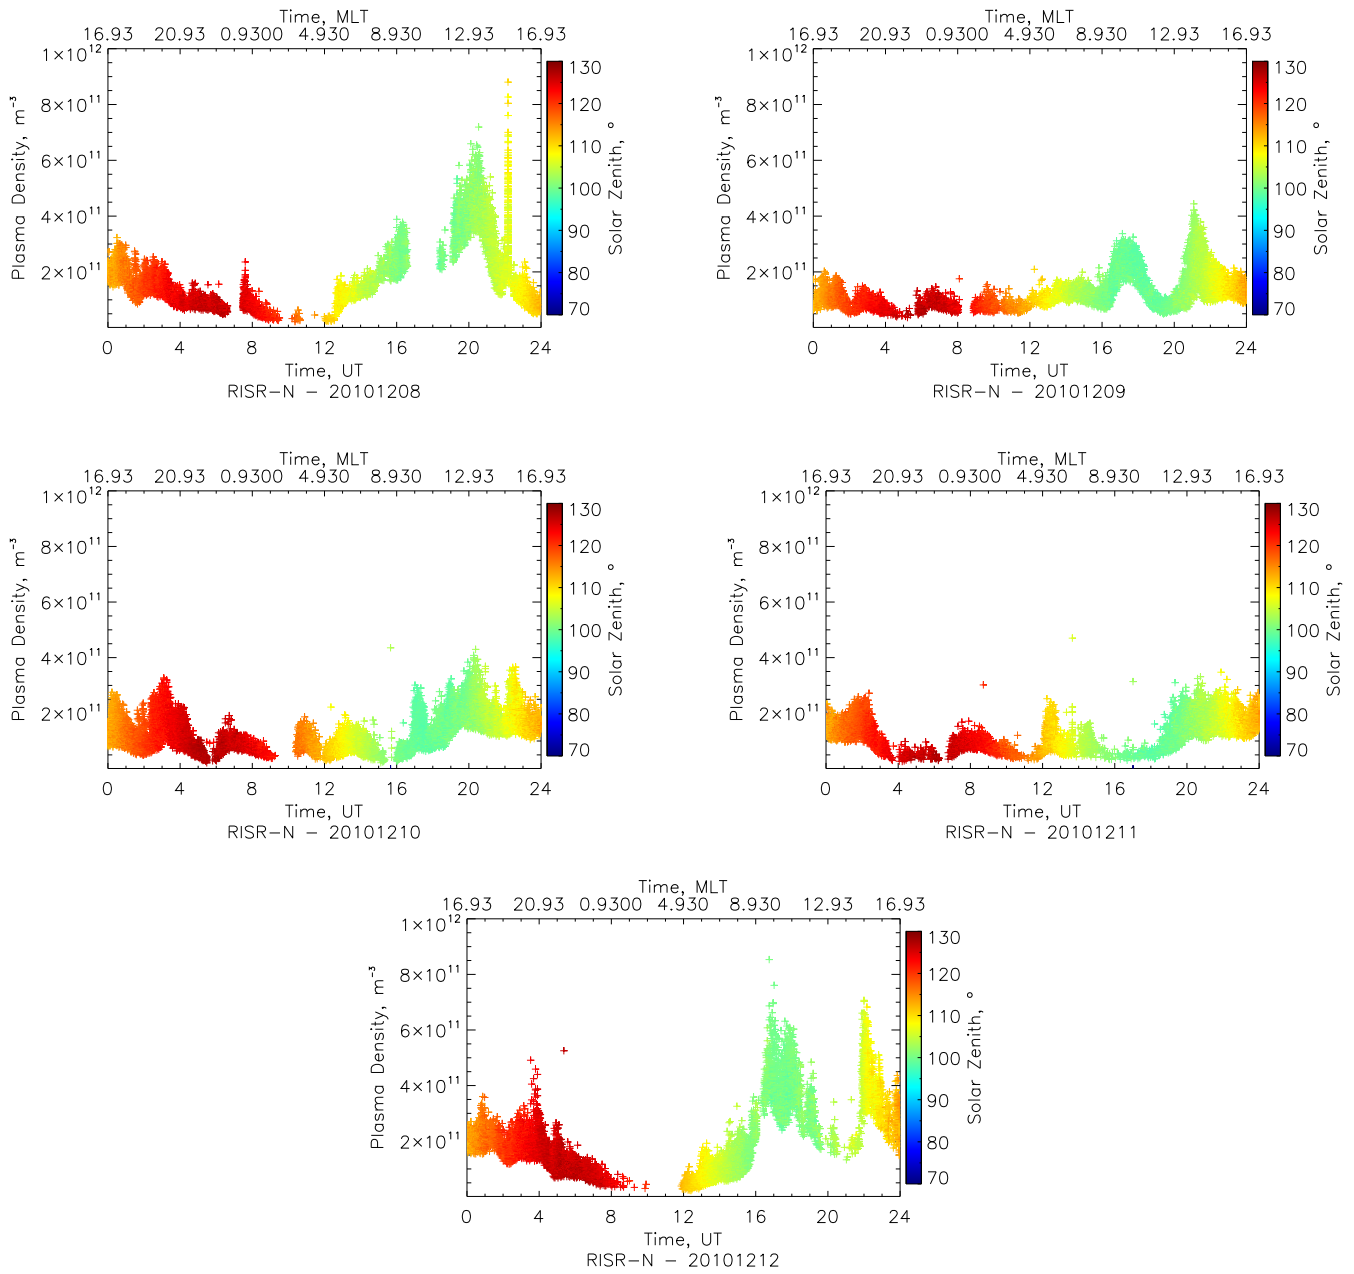 Time, MLT
16.93 20.93 0.9300 4.930 8.930 12.93 16.93
1×10¹²
8×10¹¹
6×10¹¹
4×10¹¹
2×10¹¹
Plasma Density, m⁻³
0 4 8 12 16 20 24
Time, UT
RISR−N − 20101208
130
120
110
100
90
80
70
Solar Zenith, °
Time, MLT
16.93 20.93 0.9300 4.930 8.930 12.93 16.93
1×10¹²
8×10¹¹
6×10¹¹
4×10¹¹
2×10¹¹
Plasma Density, m⁻³
0 4 8 12 16 20 24
Time, UT
RISR−N − 20101209
130
120
110
100
90
80
70
Solar Zenith, °
Time, MLT
16.93 20.93 0.9300 4.930 8.930 12.93 16.93
1×10¹²
8×10¹¹
6×10¹¹
4×10¹¹
2×10¹¹
Plasma Density, m⁻³
0 4 8 12 16 20 24
Time, UT
RISR−N − 20101210
130
120
110
100
90
80
70
Solar Zenith, °
Time, MLT
16.93 20.93 0.9300 4.930 8.930 12.93 16.93
1×10¹²
8×10¹¹
6×10¹¹
4×10¹¹
2×10¹¹
Plasma Density, m⁻³
0 4 8 12 16 20 24
Time, UT
RISR−N − 20101211
130
120
110
100
90
80
70
Solar Zenith, °
Time, MLT
16.93 20.93 0.9300 4.930 8.930 12.93 16.93
1×10¹²
8×10¹¹
6×10¹¹
4×10¹¹
2×10¹¹
Plasma Density, m⁻³
0 4 8 12 16 20 24
Time, UT
RISR−N − 20101212
130
120
110
100
90
80
70
Solar Zenith, °